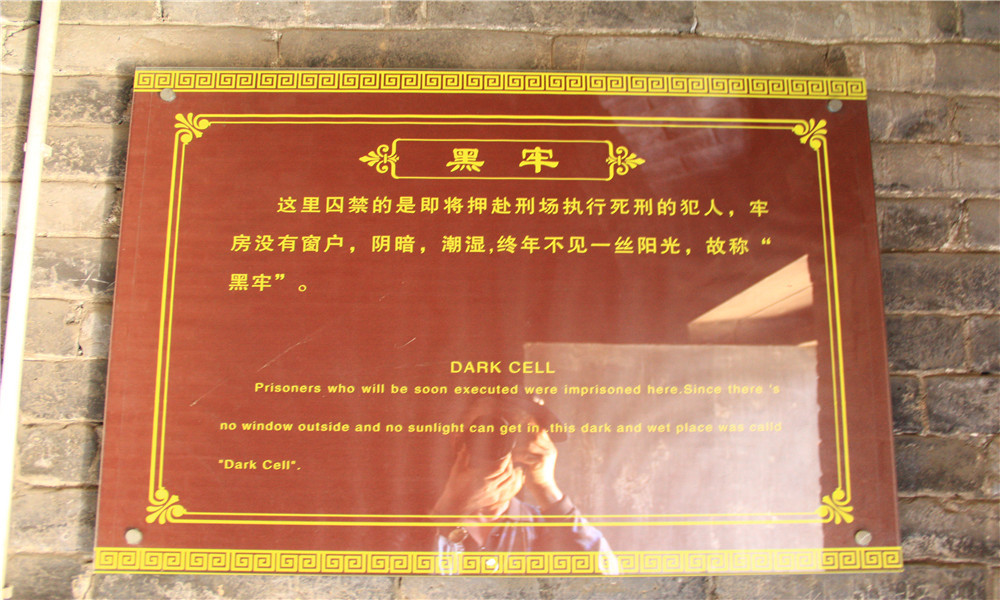 黑牢
这里囚禁的是即将押赴刑场执行死刑的犯人，牢
房没有窗户，阴暗，潮湿,终年不见一丝阳光，故称“
黑牢”。
DARK CELL
Prisoners who will be soon executed were imprisoned here.Since there 's
no window outside and no sunlight can get in ,this dark and wet place was calld
"Dark Cell".